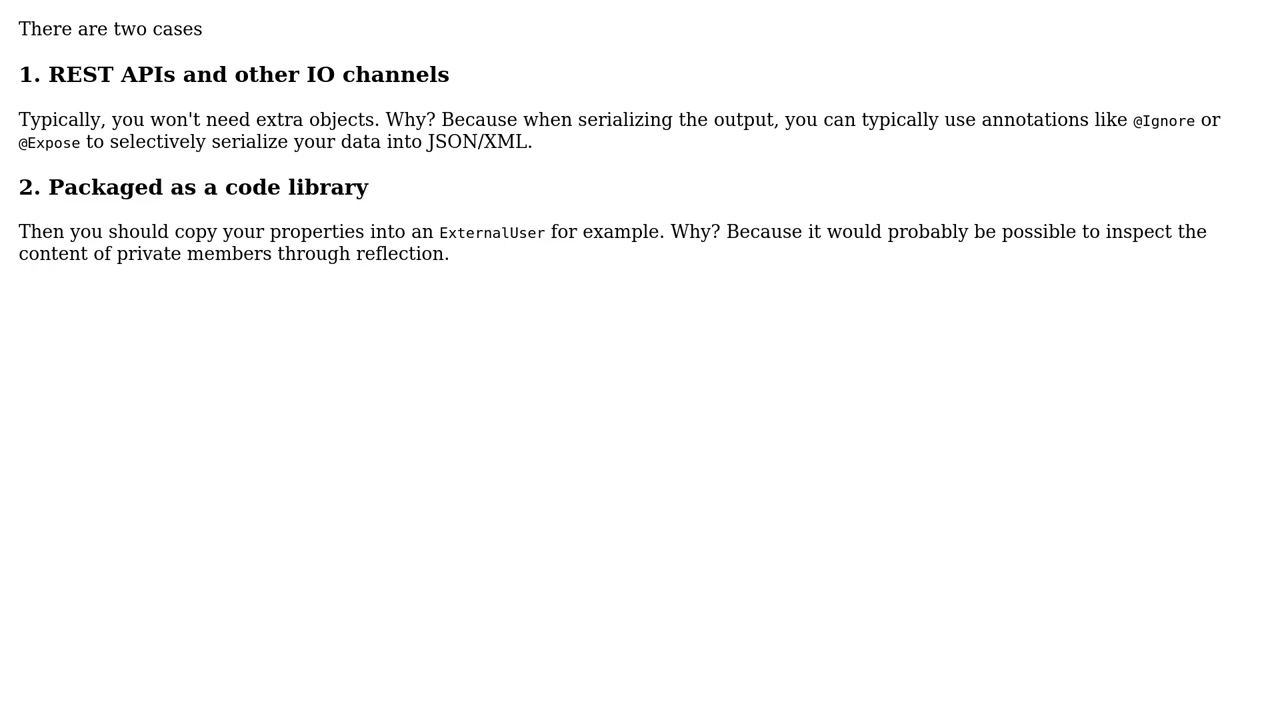 There are two cases
1. REST APIs and other IO channels
Typically, you won't need extra objects. Why? Because when serializing the output, you can typically use annotations like @Ignore or
@Expose to selectively serialize your data into JSON/XML.
2. Packaged as a code library
Then you should copy your properties into an ExternalUser for example. Why? Because it would probably be possible to inspect the
content of private members through reflection.